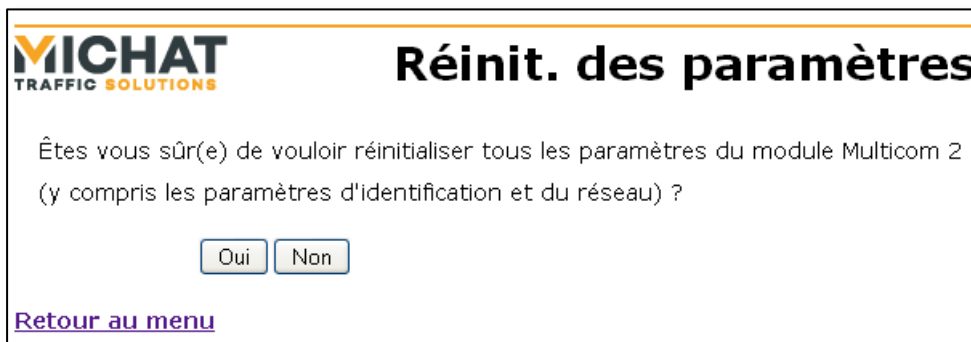 MICHAT
TRAFFIC SOLUTIONS
Réinit. des paramètres
Êtes vous sûr(e) de vouloir réinitialiser tous les paramètres du module Multicom 2
(y compris les paramètres d'identification et du réseau) ?
Oui Non
Retour au menu